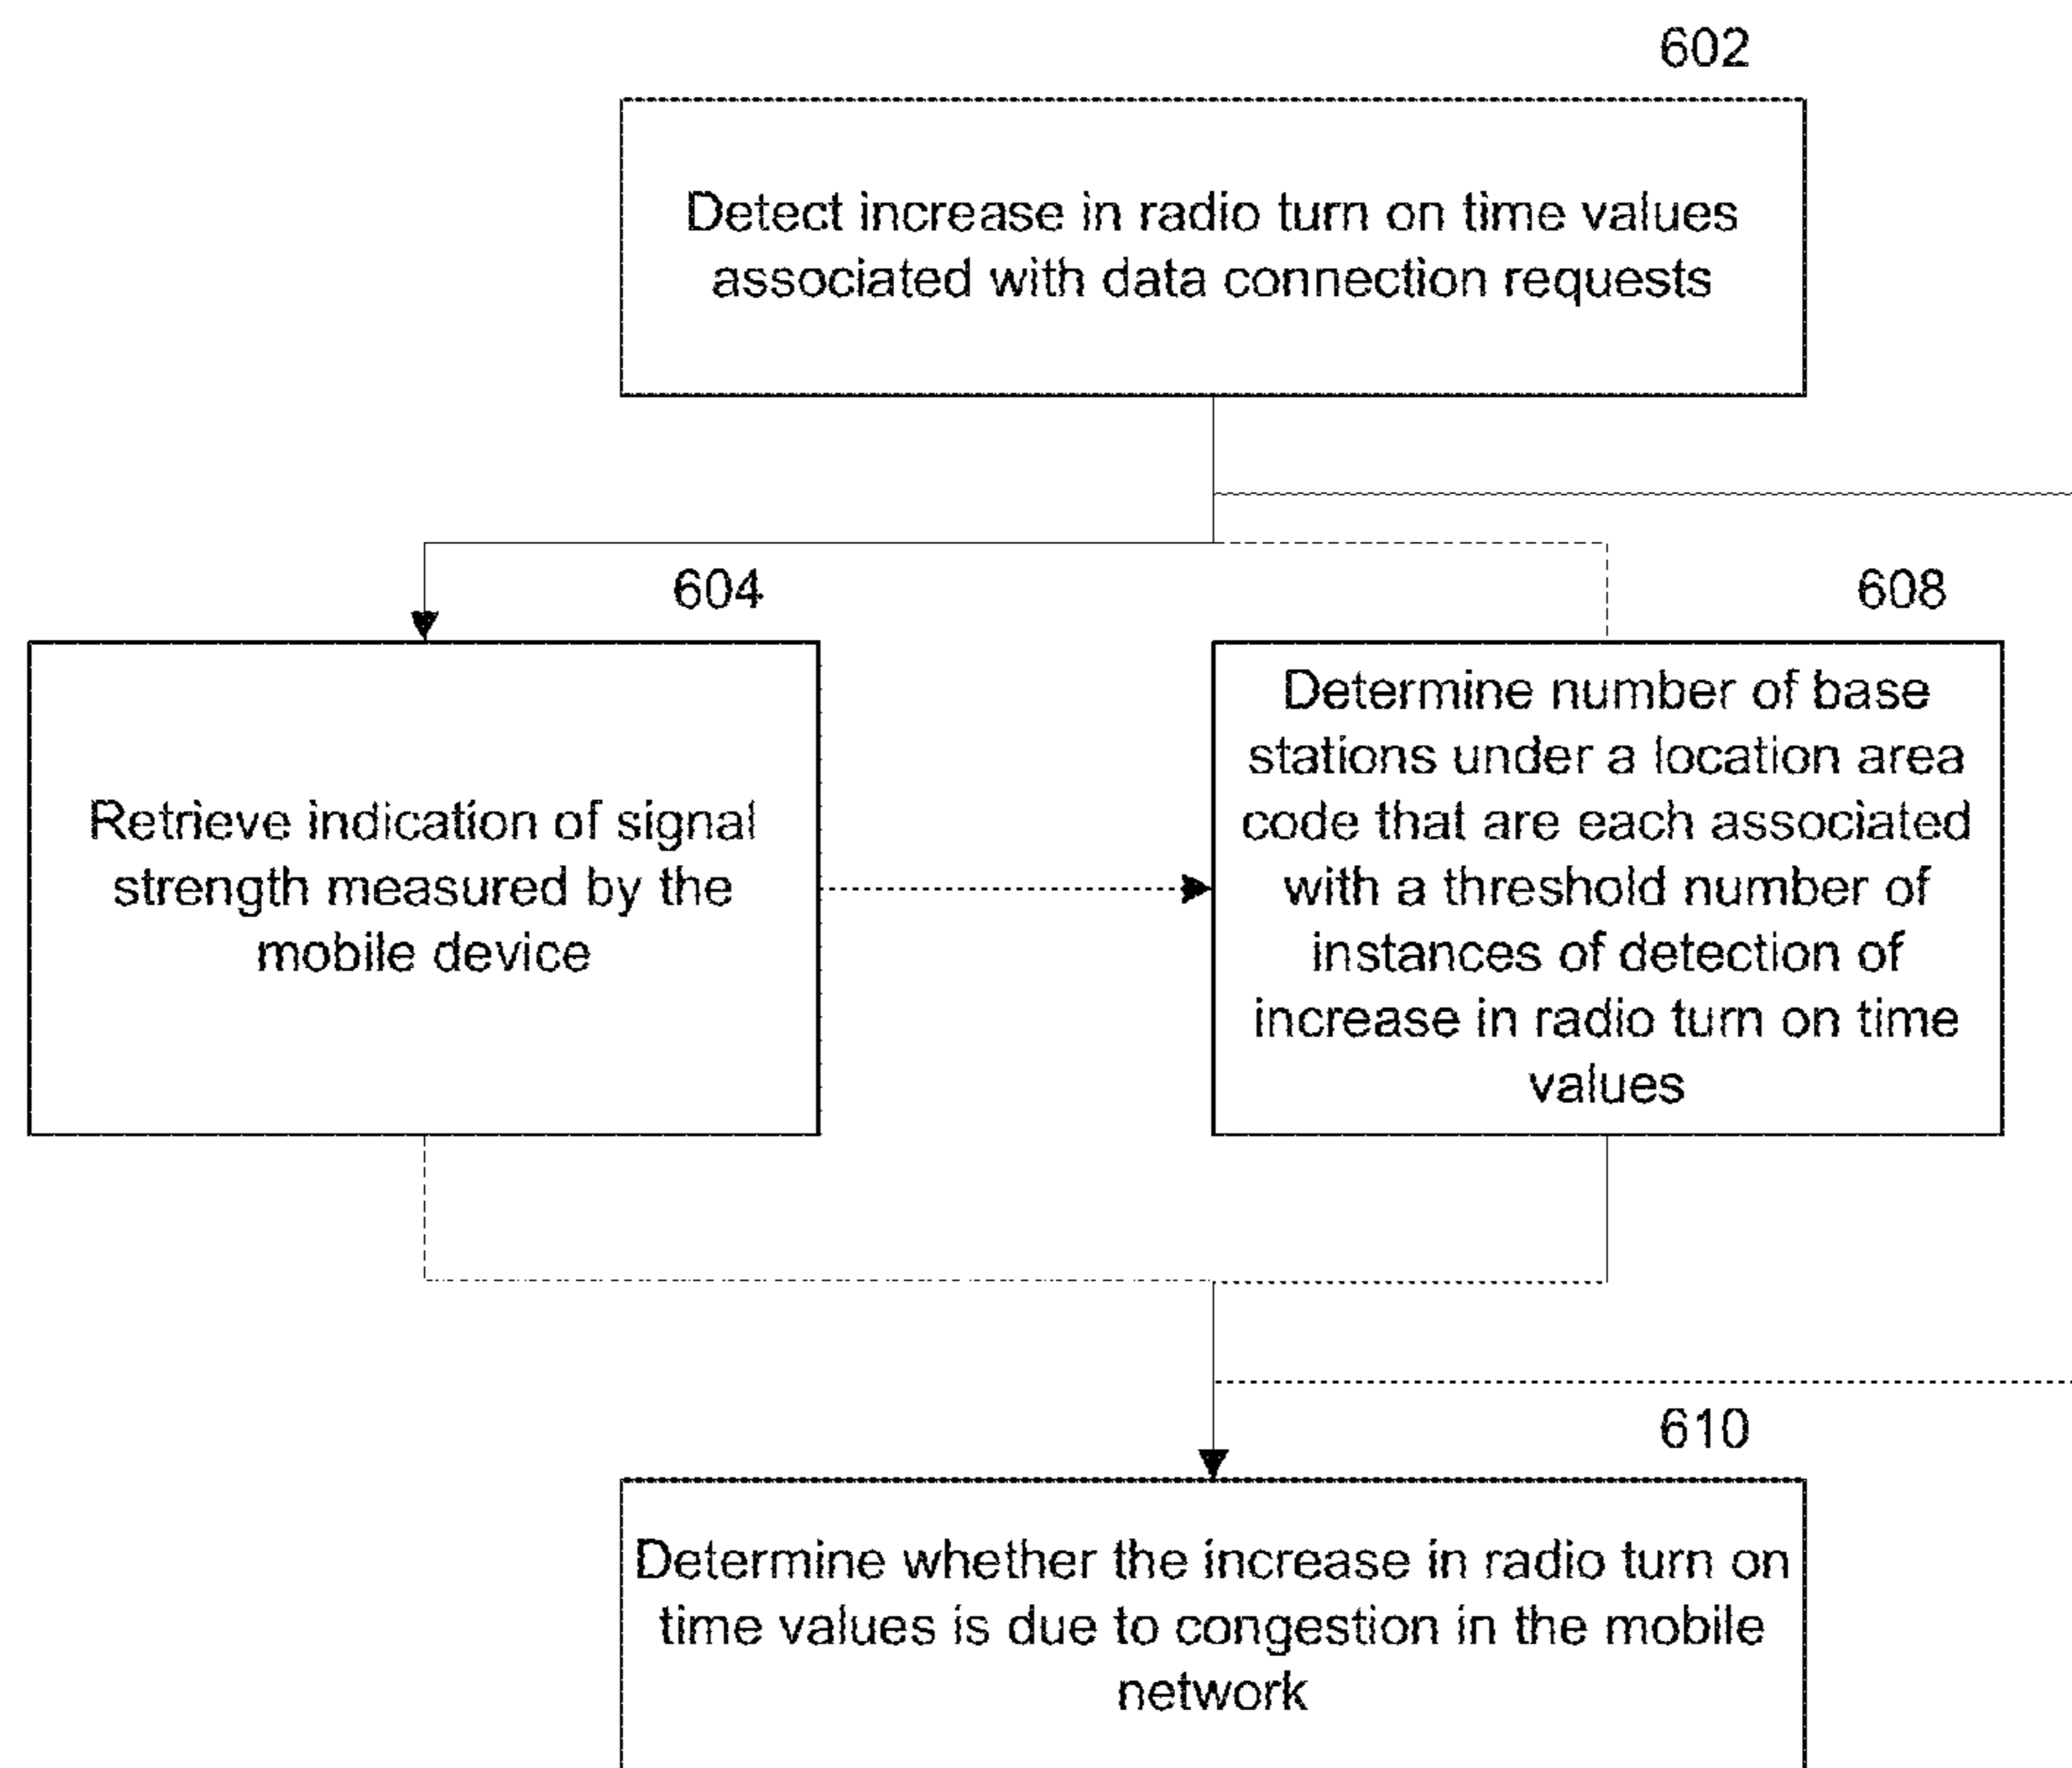 602
Detect increase in radio turn on time values
associated with data connection requests
604
Retrieve indication of signal
strength measured by the
mobile device
608
Determine number of base
stations under a location area
code that are each associated
with a threshold number of
instances of detection of
increase in radio turn on time
values
610
Determine whether the increase in radio turn on
time values is due to congestion in the mobile
network